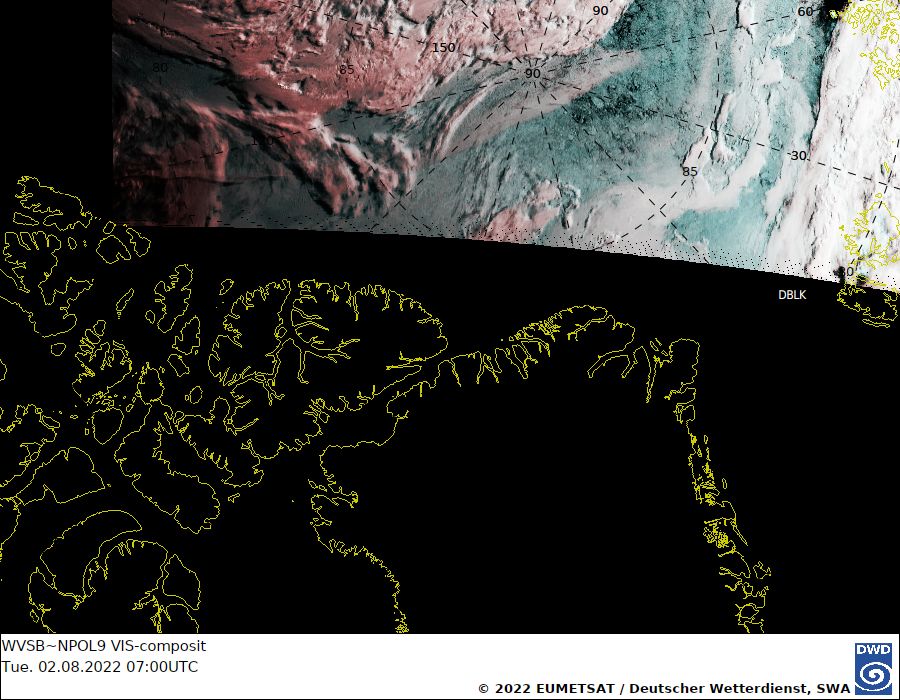 90
60
150
85
80
90
30
85
80
DBLK
WVSB~NPOL9 VIS-composit
Tue. 02.08.2022 07:00UTC
DWD
© 2022 EUMETSAT / Deutscher Wetterdienst, SWA